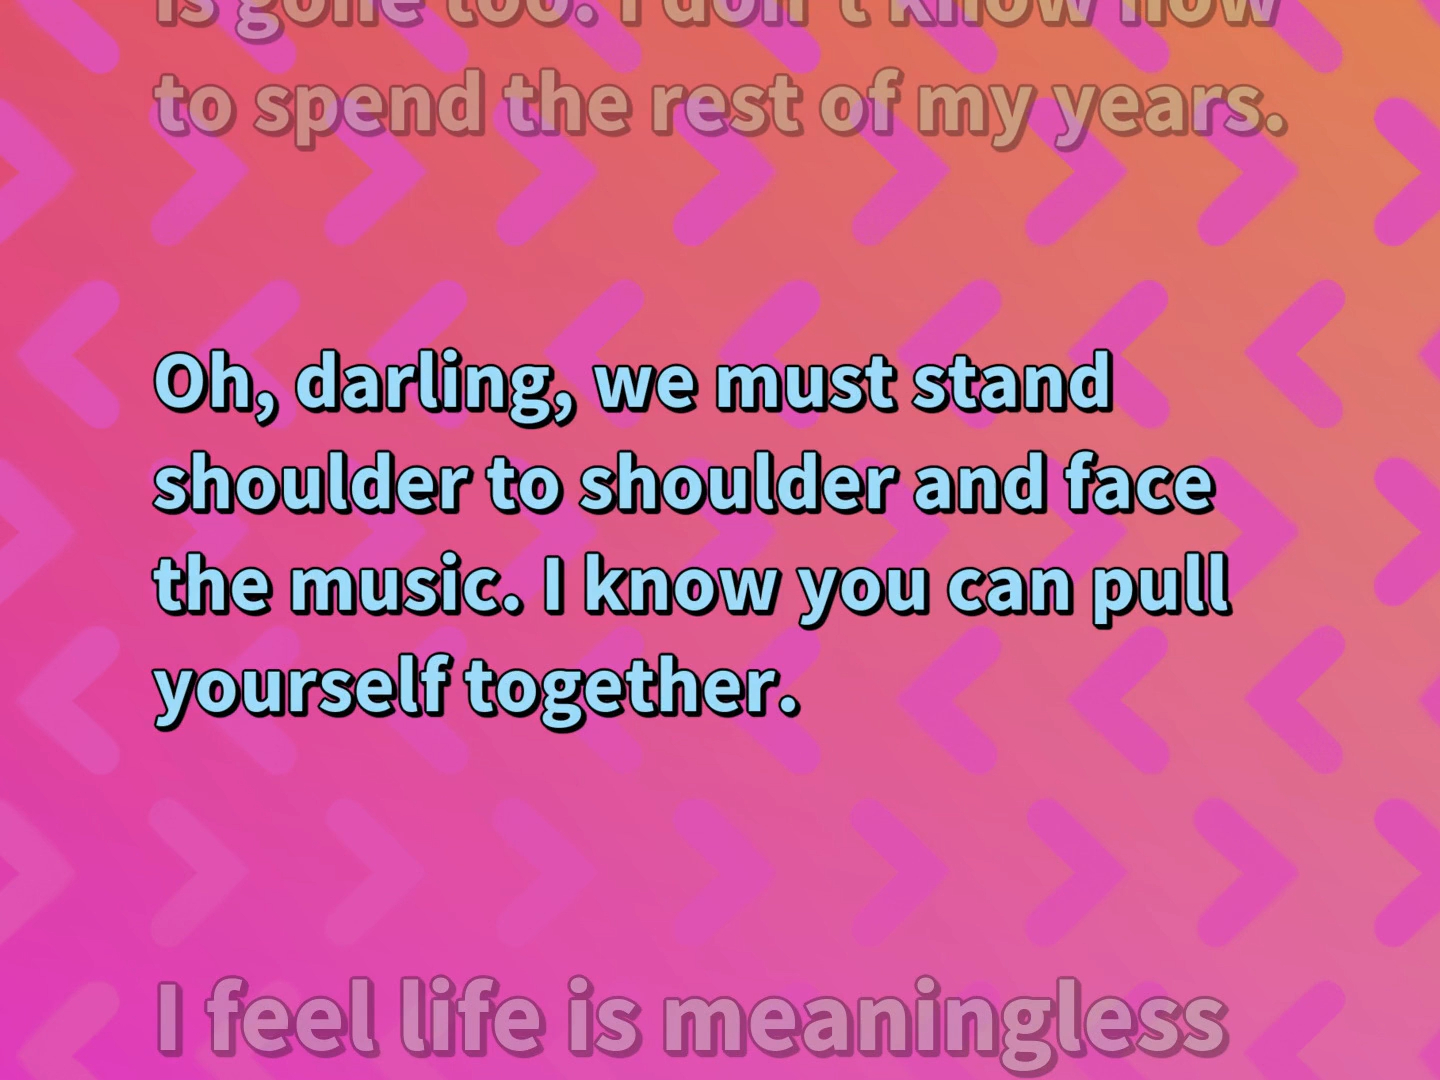 is gone too. I don't know how
to spend the rest of my years.
Oh, darling, we must stand
shoulder to shoulder and face
the music. I know you can pull
yourself together.
I feel life is meaningless